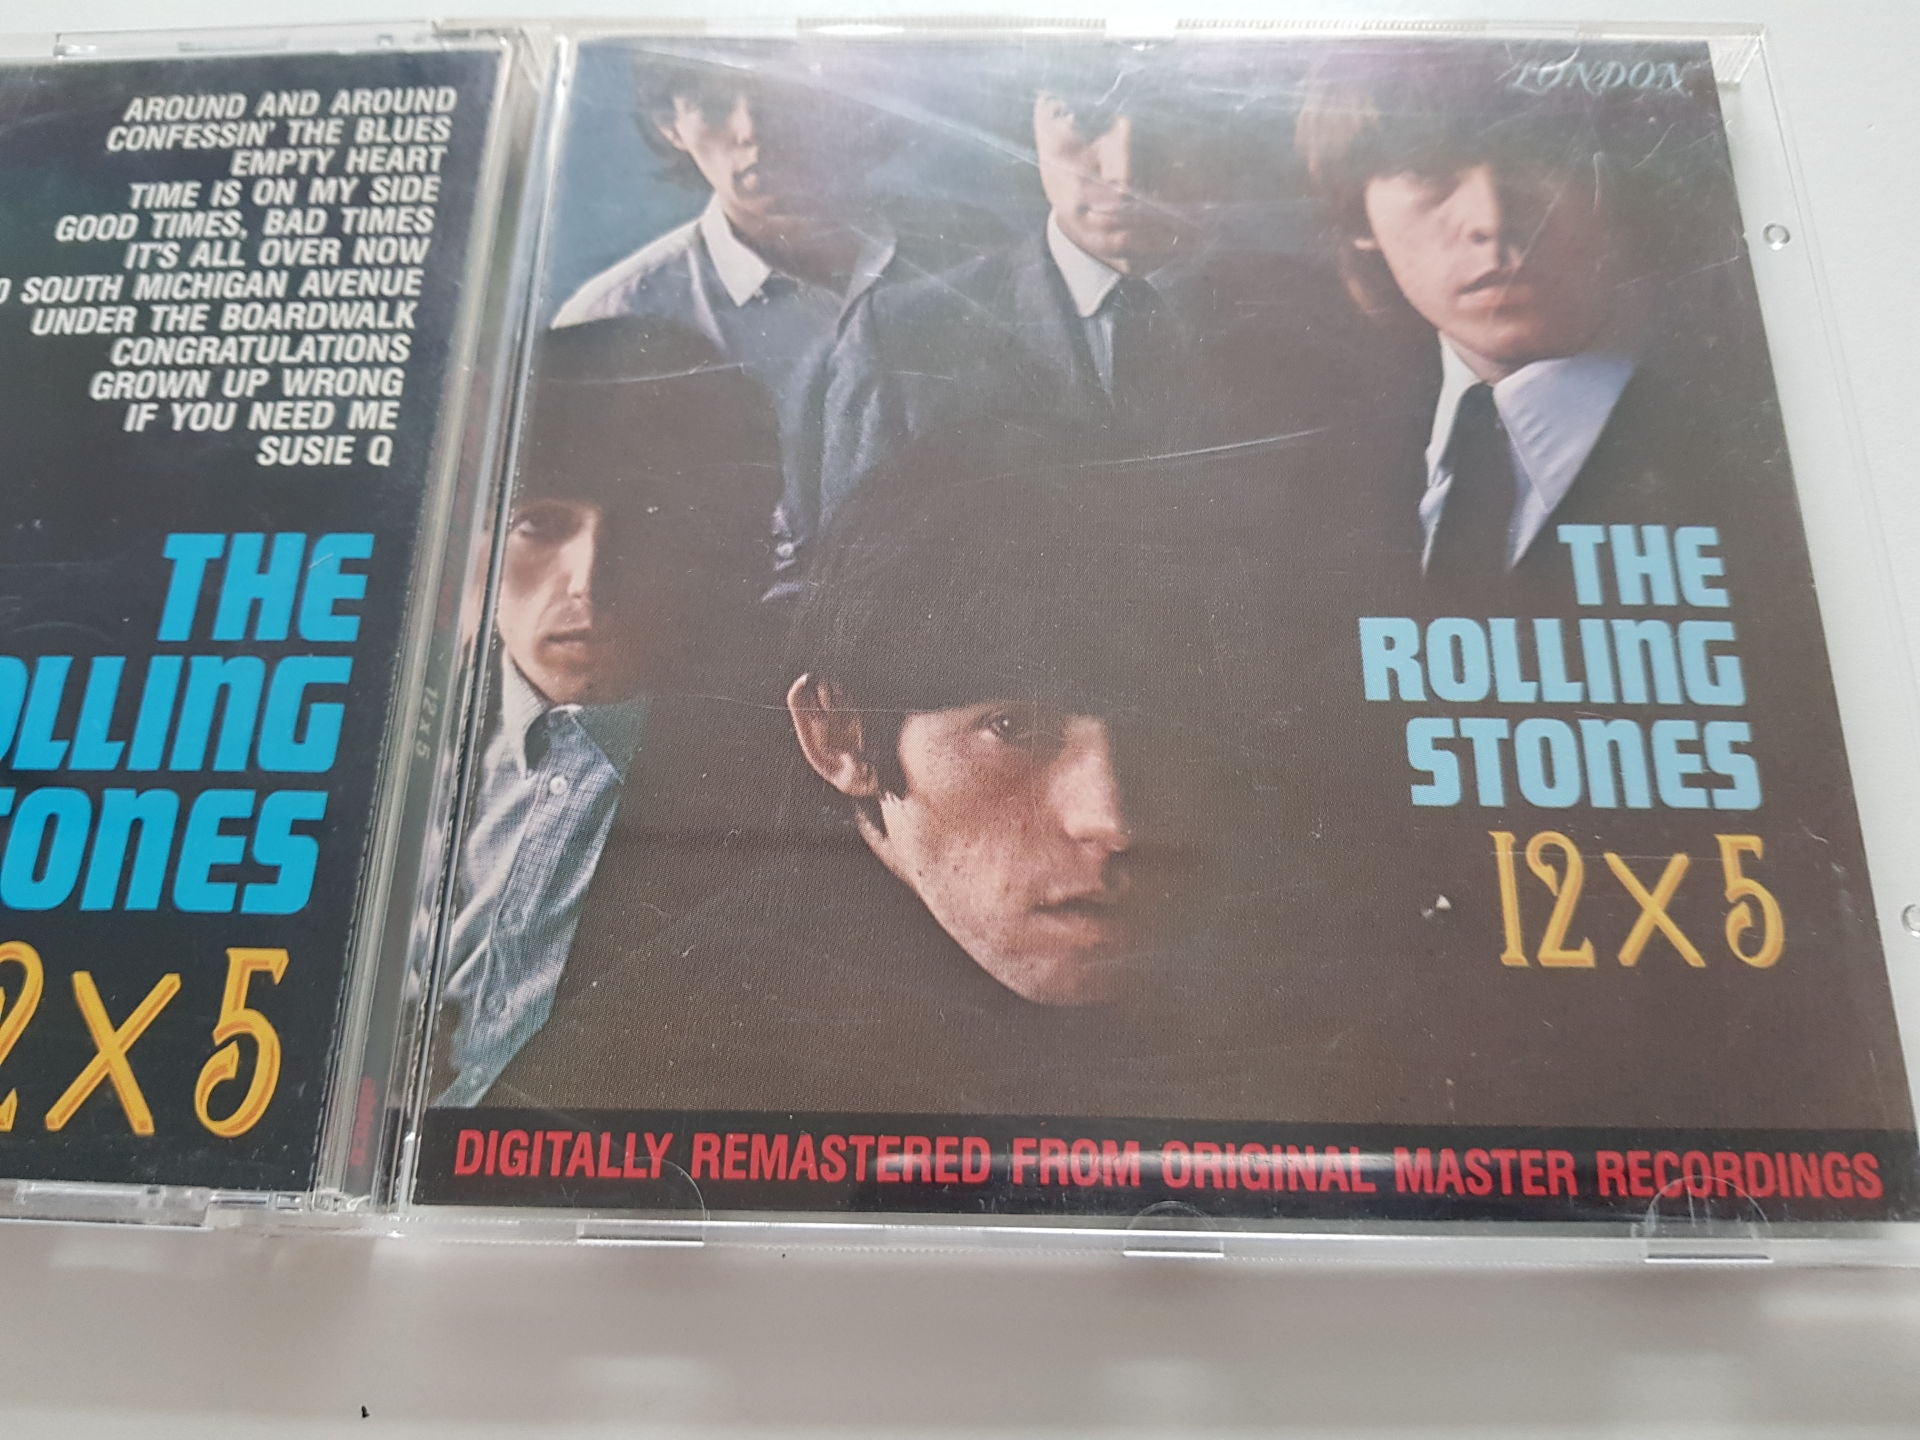 AROUND AND AROUND
CONFESSIN' THE BLUES
EMPTY HEART
TIME IS ON MY SIDE
GOOD TIMES, BAD TIMES
IT'S ALL OVER NOW
0 SOUTH MICHIGAN AVENUE
UNDER THE BOARDWALK
CONGRATULATIONS
GROWN UP WRONG
IF YOU NEED ME
SUSIE Q
THE
OLLING
TONES
2 X 5
12 X 5
LONDON
THE
ROLLING
STONES
12 X 5
DIGITALLY REMASTERED FROM ORIGINAL MASTER RECORDINGS